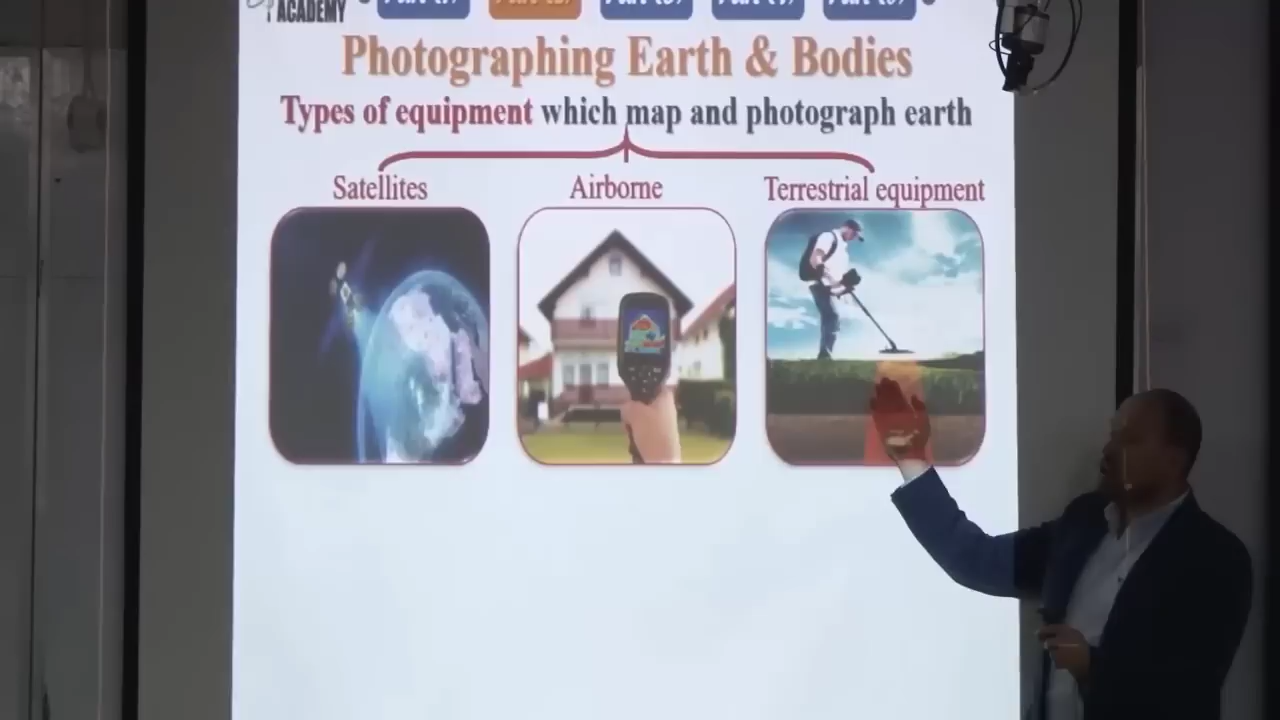 ACADEMY
Photographing Earth & Bodies
Types of equipment which map and photograph earth
Satellites
Airborne
Terrestrial equipment